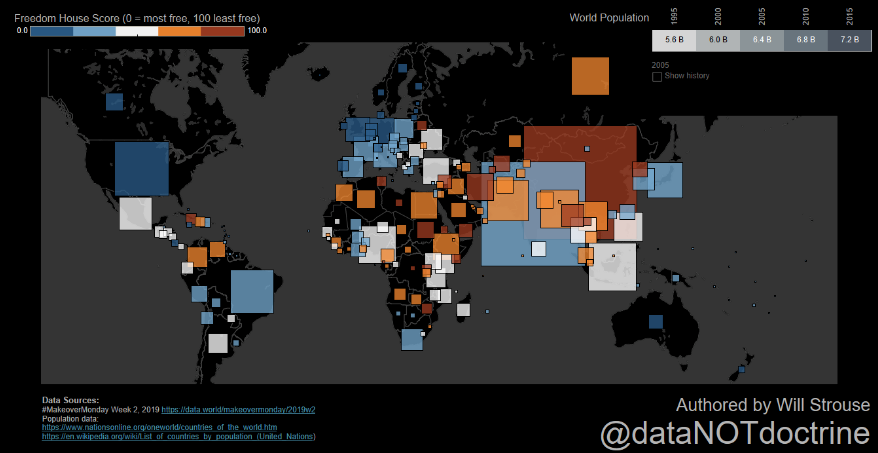 Freedom House Score (0 = most free, 100 least free)
0.0 100.0
World Population
1995 2000 2005 2010 2015
5.6 B 6.0 B 6.4 B 6.8 B 7.2 B
2005
Show history
Data Sources:
#MakeoverMonday Week 2, 2019 https://data.world/makeovermonday/2019w2
Population data:
https://www.nationsonline.org/oneworld/countries_of_the_world.htm
https://en.wikipedia.org/wiki/List_of_countries_by_population_(United_Nations)
Authored by Will Strouse
@dataNOTdoctrine